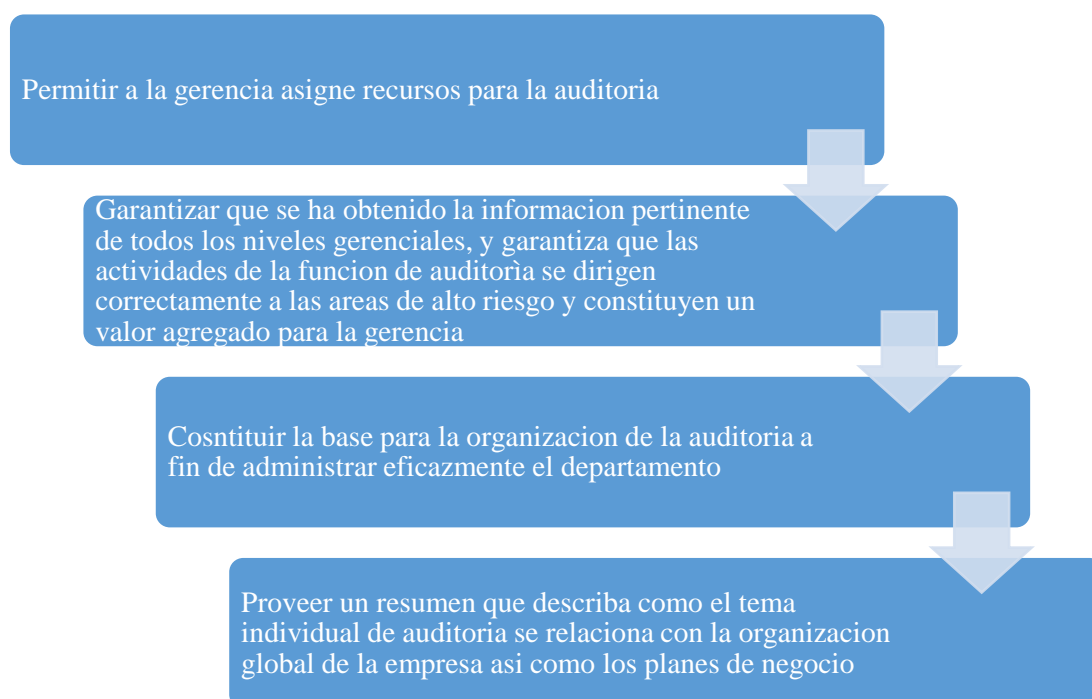 Permitir a la gerencia asigne recursos para la auditoria
Garantizar que se ha obtenido la informacion pertinente
de todos los niveles gerenciales, y garantiza que las
actividades de la funcion de auditorìa se dirigen
correctamente a las areas de alto riesgo y constituyen un
valor agregado para la gerencia
Cosntituir la base para la organizacion de la auditoria a
fin de administrar eficazmente el departamento
Proveer un resumen que describa como el tema
individual de auditoria se relaciona con la organizacion
global de la empresa asi como los planes de negocio